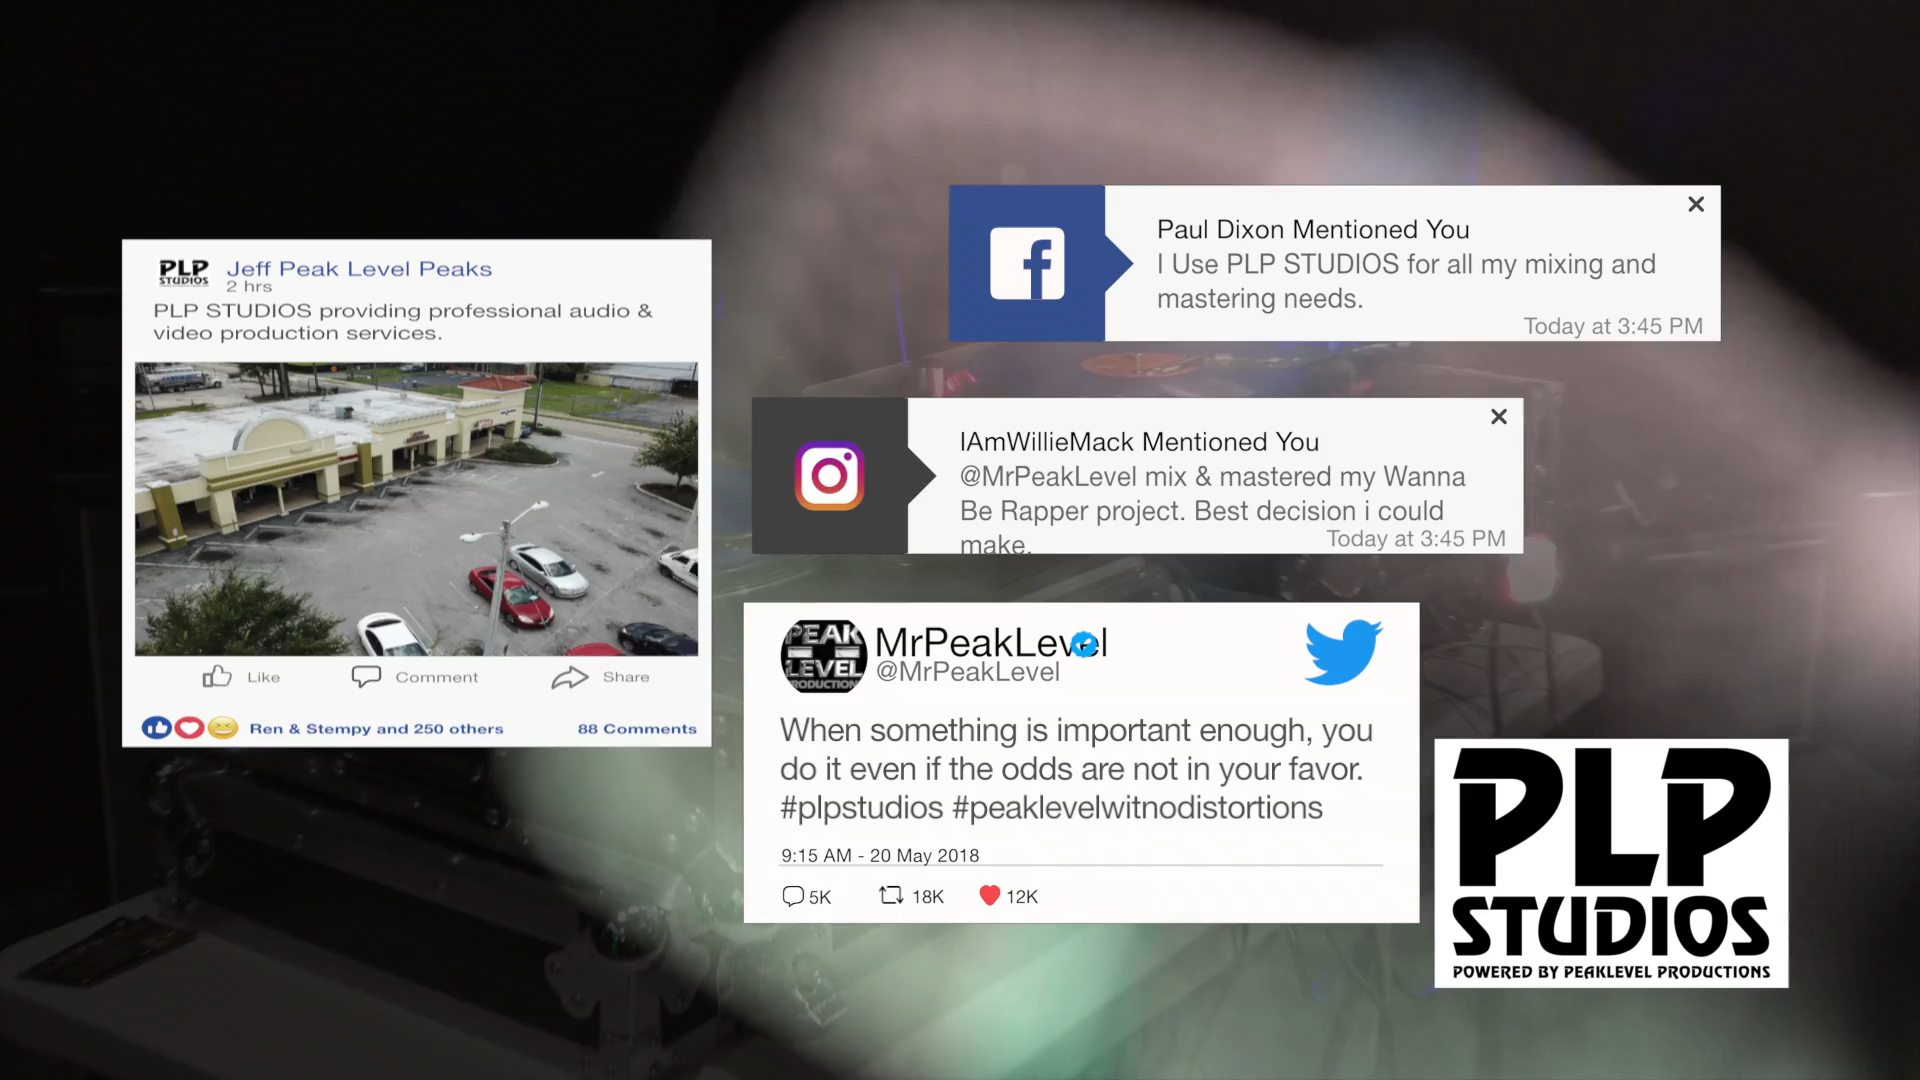 PLP
STUDIOS
Jeff Peak Level Peaks
2 hrs
PLP STUDIOS providing professional audio &
video production services.
Like
Comment
Share
Ren & Stempy and 250 others
88 Comments
Paul Dixon Mentioned You
I Use PLP STUDIOS for all my mixing and
mastering needs.
Today at 3:45 PM
IAmWillieMack Mentioned You
@MrPeakLevel mix & mastered my Wanna
Be Rapper project. Best decision i could
make.
Today at 3:45 PM
PEAK
LEVEL
PRODUCTION
MrPeakLevel
@MrPeakLevel
When something is important enough, you
do it even if the odds are not in your favor.
#plpstudios #peaklevelwitnodistortions
9:15 AM - 20 May 2018
5K
18K
12K
PLP
STUDIOS
POWERED BY PEAKLEVEL PRODUCTIONS